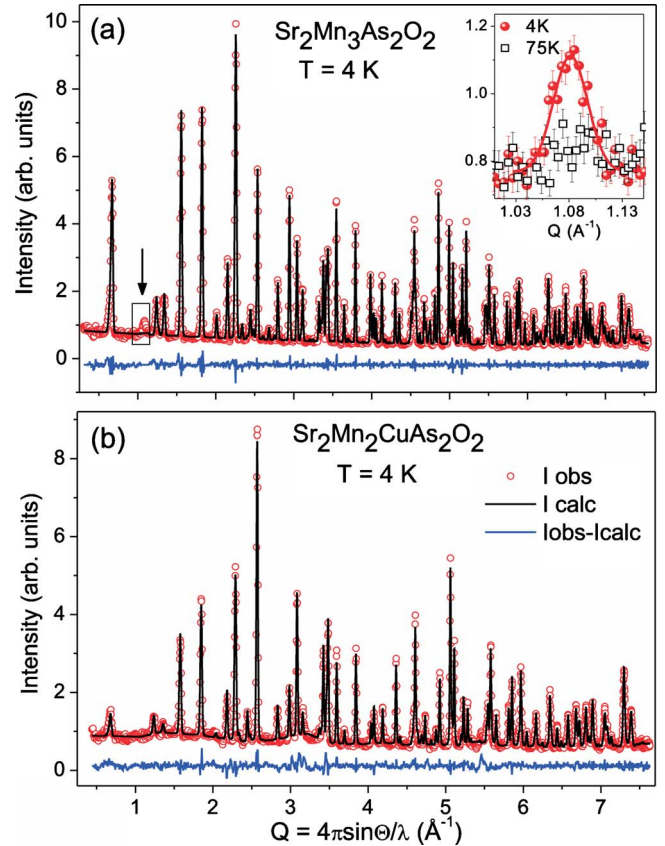 (a)
Sr2Mn3As2O2
T = 4 K
4K
75K
1.2
1.0
0.8
1.03 1.08 1.13
Q (A-1)
10
8
6
4
2
0
Intensity (arb. units)
(b)
Sr2Mn2CuAs2O2
T = 4 K
I obs
I calc
Iobs-Icalc
8
6
4
2
0
Intensity (arb. units)
1 2 3 4 5 6 7
Q = 4πsinΘ/λ (Å-1)